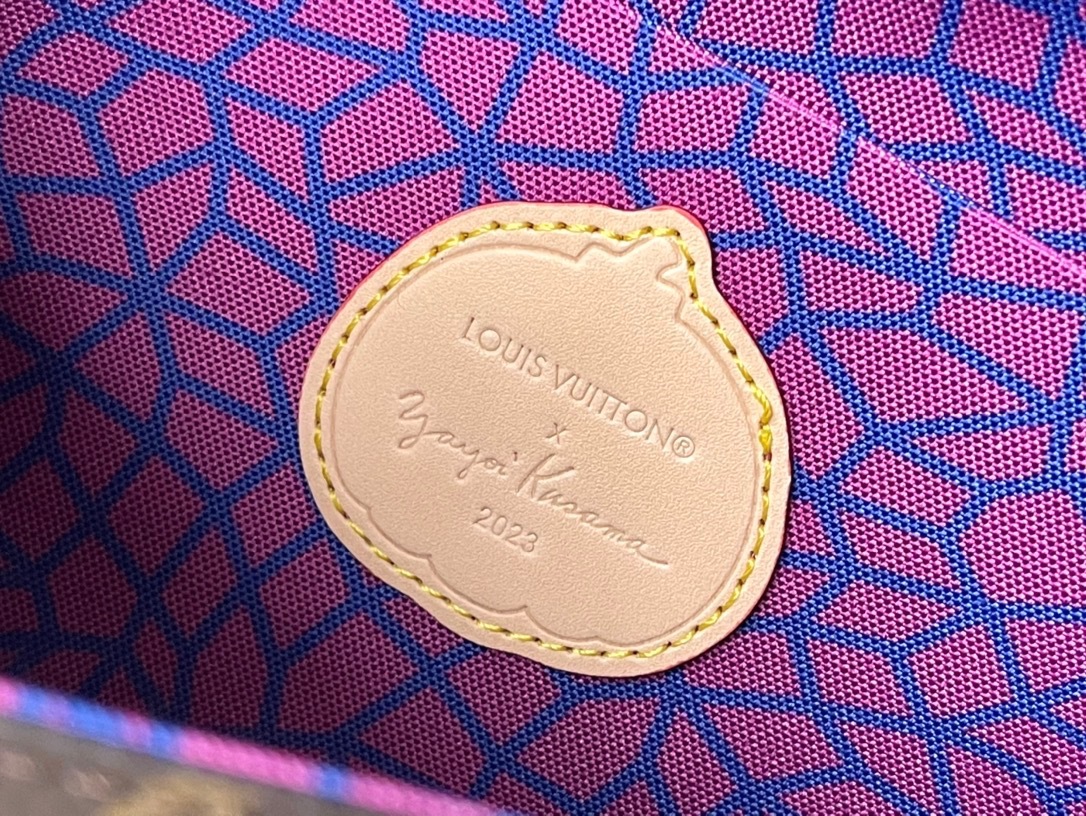 LOUIS VUITTON®
x
Yayoi Kusama
2023